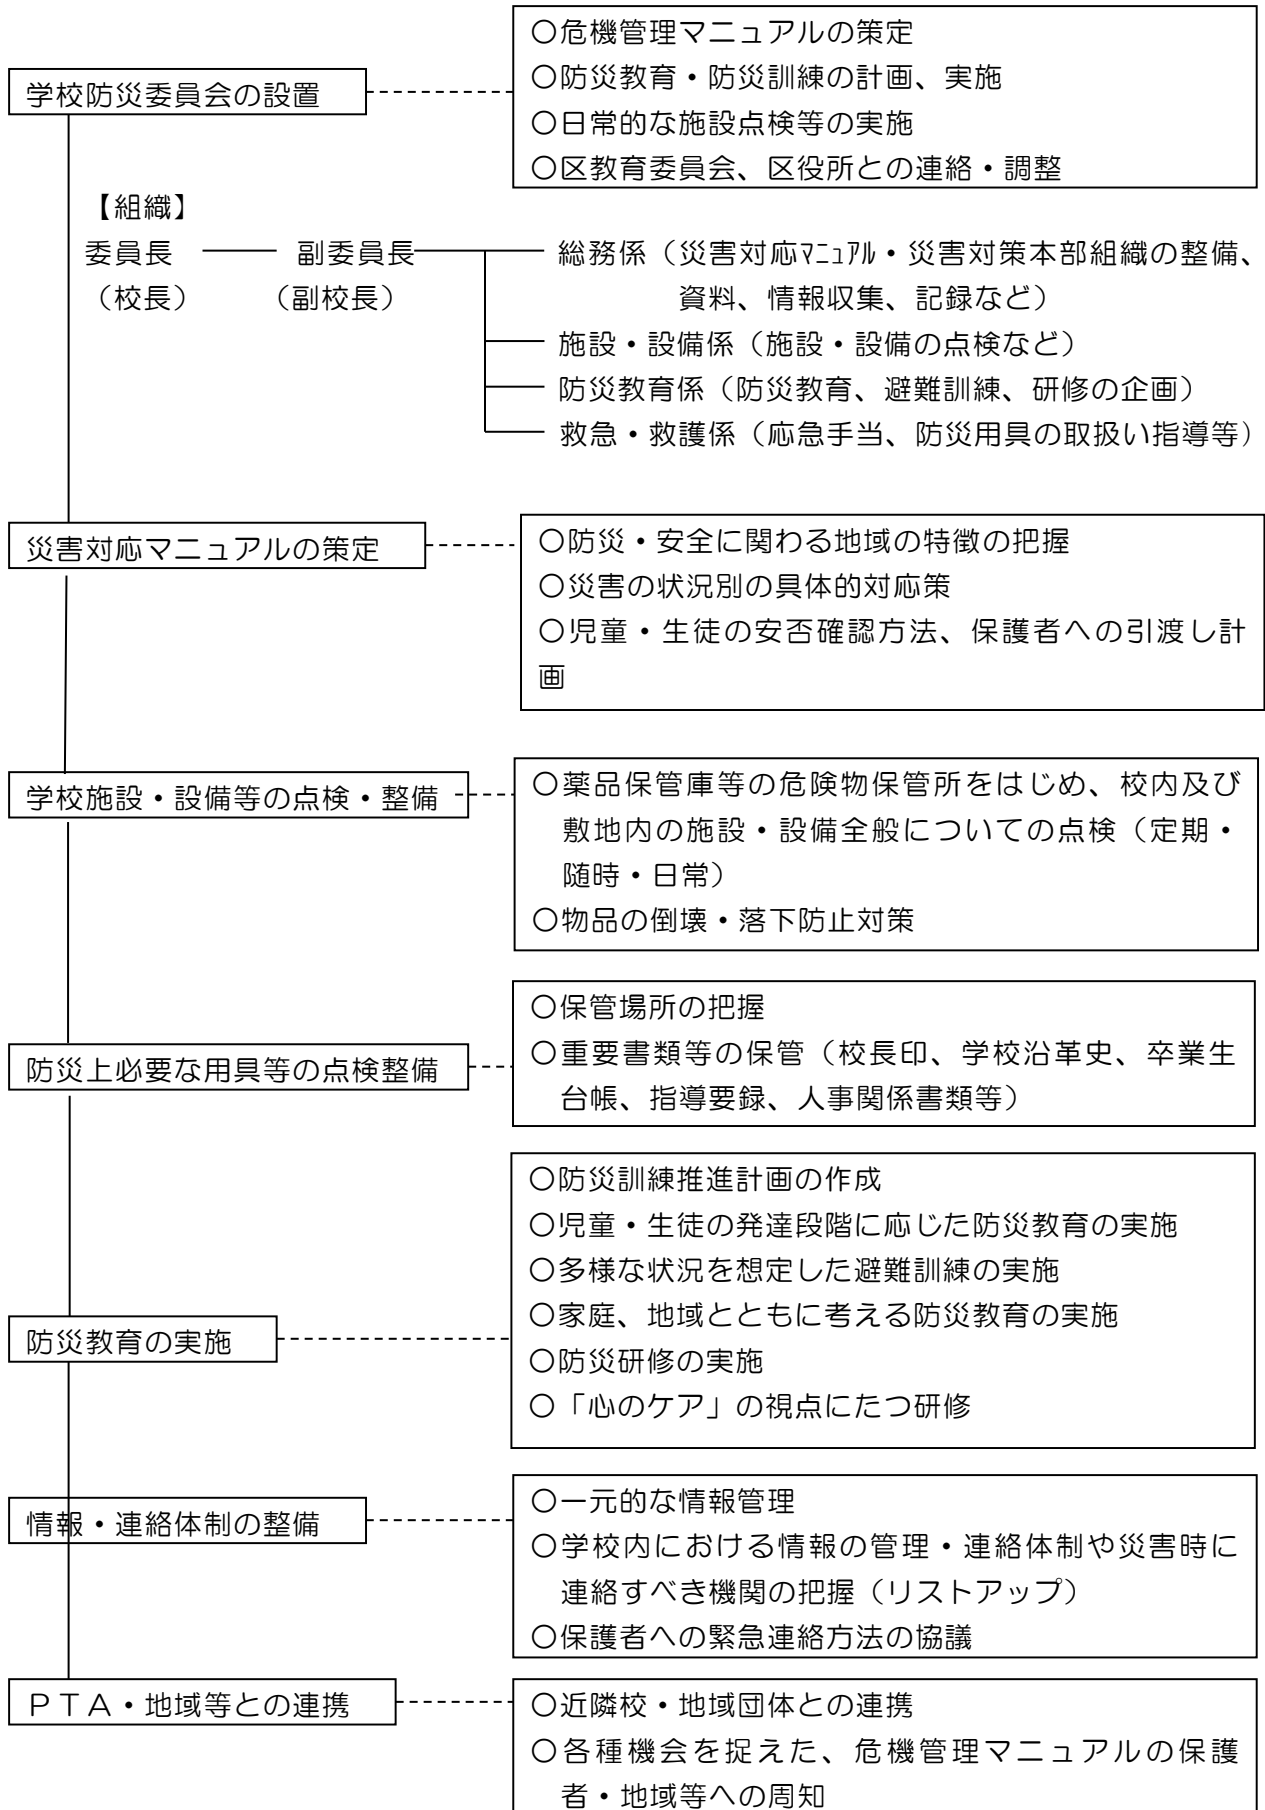 学校防災委員会の設置
〇危機管理マニュアルの策定
〇防災教育・防災訓練の計画、実施
〇日常的な施設点検等の実施
〇区教育委員会、区役所との連絡・調整
【組織】
委員長 副委員長 総務係（災害対応ﾏﾆｭｱﾙ・災害対策本部組織の整備、
（校長） （副校長） 資料、情報収集、記録など）
施設・設備係（施設・設備の点検など）
防災教育係（防災教育、避難訓練、研修の企画）
救急・救護係（応急手当、防災用具の取扱い指導等）
災害対応マニュアルの策定
〇防災・安全に関わる地域の特徴の把握
〇災害の状況別の具体的対応策
〇児童・生徒の安否確認方法、保護者への引渡し計
画
学校施設・設備等の点検・整備
〇薬品保管庫等の危険物保管所をはじめ、校内及び
敷地内の施設・設備全般についての点検（定期・
随時・日常）
〇物品の倒壊・落下防止対策
防災上必要な用具等の点検整備
〇保管場所の把握
〇重要書類等の保管（校長印、学校沿革史、卒業生
台帳、指導要録、人事関係書類等）
防災教育の実施
〇防災訓練推進計画の作成
〇児童・生徒の発達段階に応じた防災教育の実施
〇多様な状況を想定した避難訓練の実施
〇家庭、地域とともに考える防災教育の実施
〇防災研修の実施
〇「心のケア」の視点にたつ研修
情報・連絡体制の整備
〇一元的な情報管理
〇学校内における情報の管理・連絡体制や災害時に
連絡すべき機関の把握（リストアップ）
〇保護者への緊急連絡方法の協議
ＰＴＡ・地域等との連携
〇近隣校・地域団体との連携
〇各種機会を捉えた、危機管理マニュアルの保護
者・地域等への周知